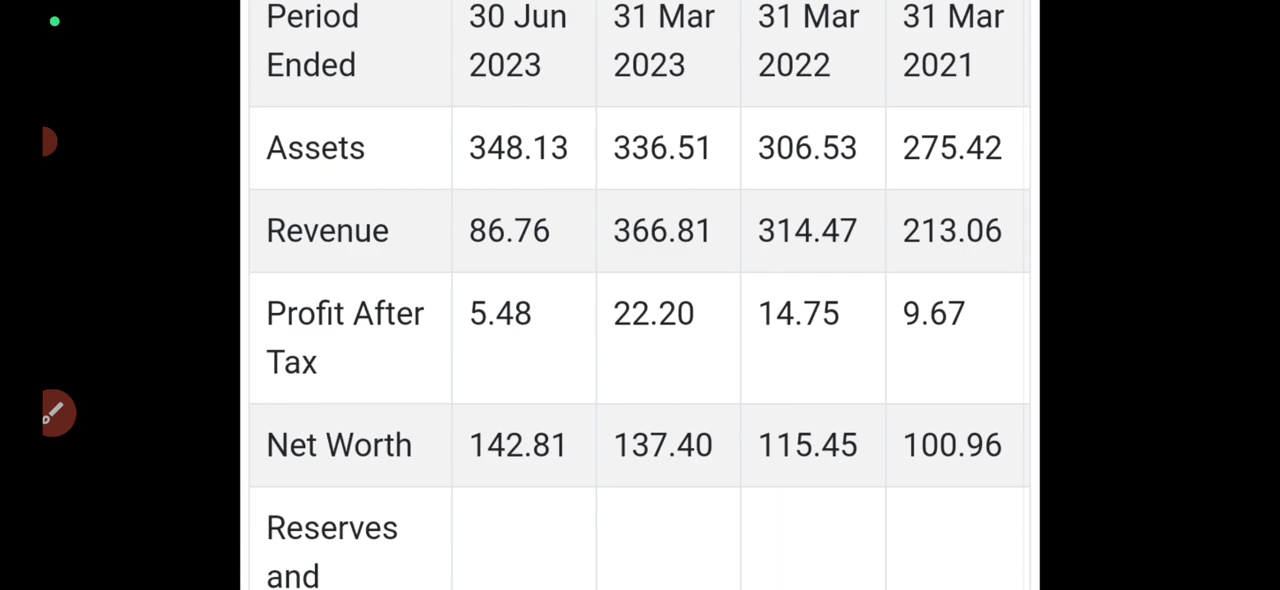 Period 30 Jun 31 Mar 31 Mar 31 Mar
Ended 2023 2023 2022 2021
Assets 348.13 336.51 306.53 275.42
Revenue 86.76 366.81 314.47 213.06
Profit After 5.48 22.20 14.75 9.67
Tax
Net Worth 142.81 137.40 115.45 100.96
Reserves
and